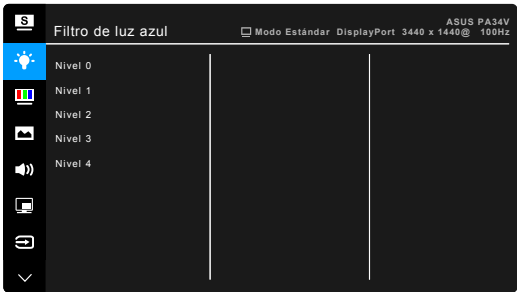 S
ASUS PA34V
Filtro de luz azul
Modo Estándar DisplayPort 3440 x 1440@ 100Hz
Nivel 0
Nivel 1
Nivel 2
Nivel 3
Nivel 4